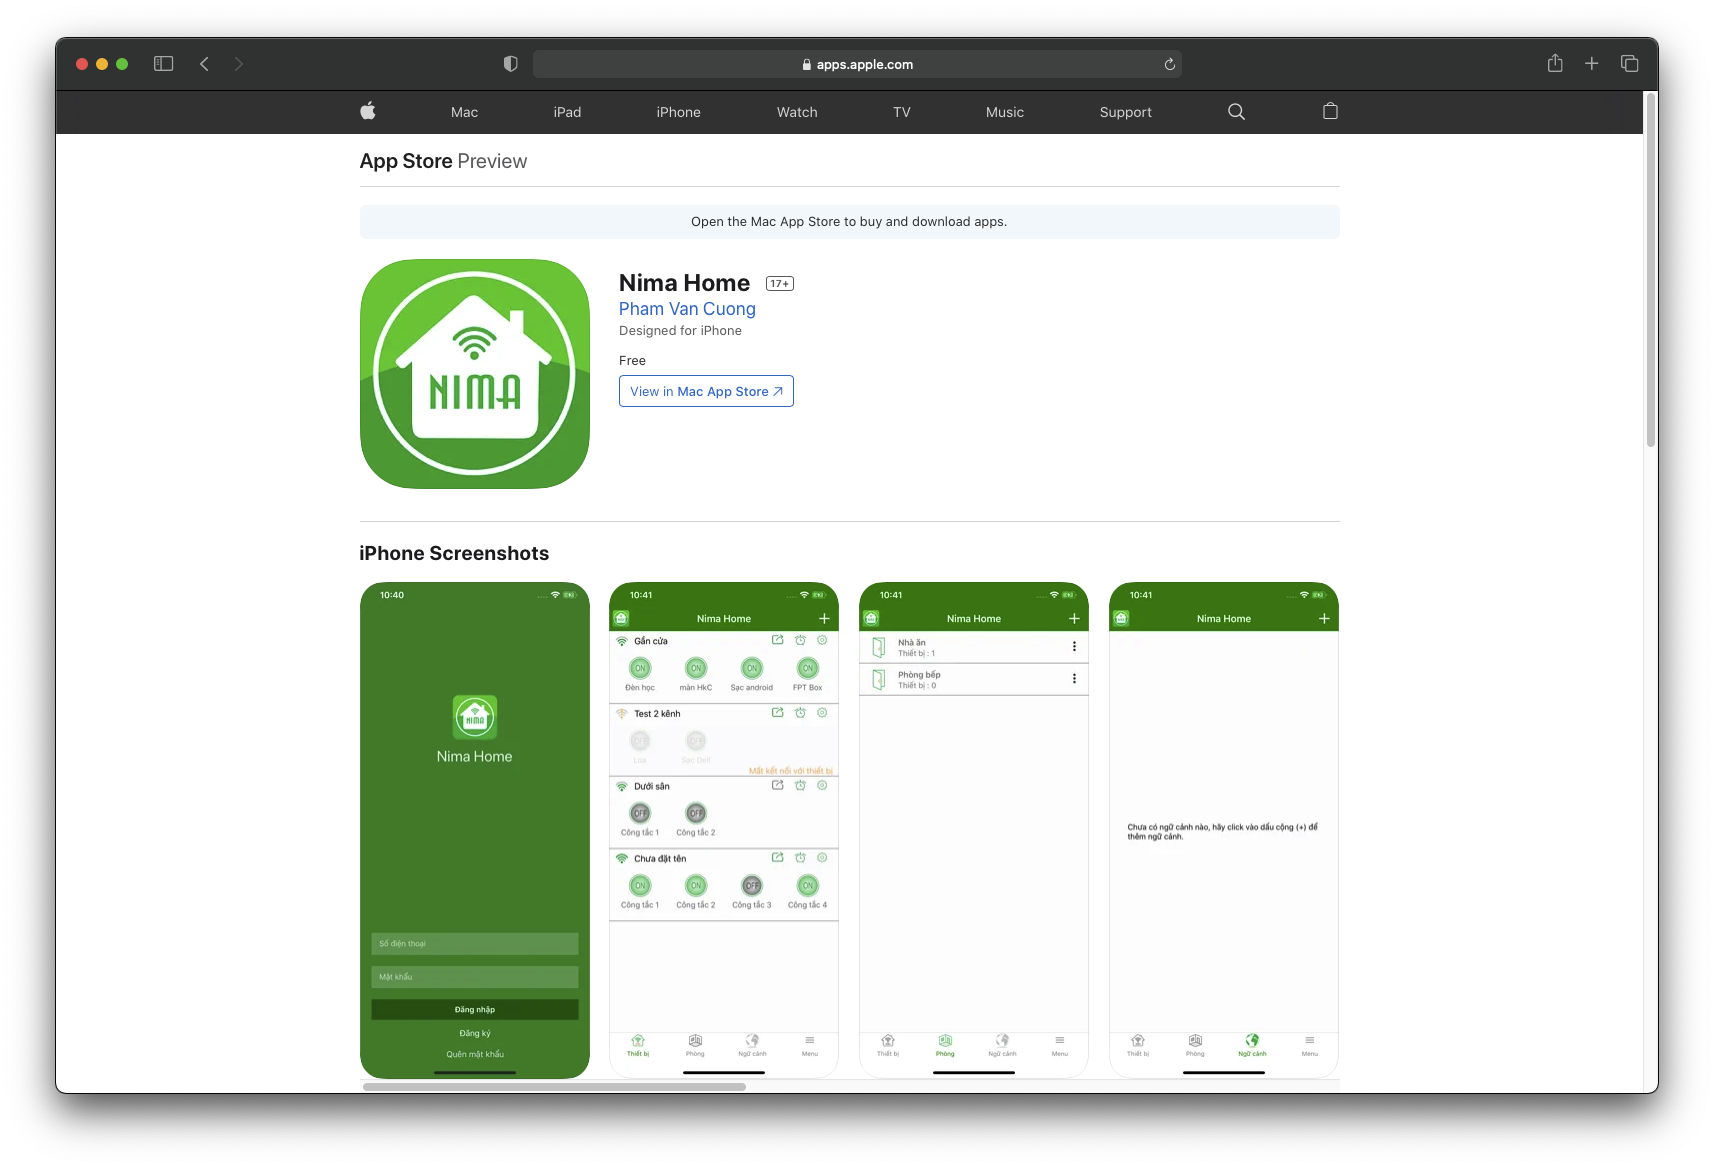 apps.apple.com
Mac iPad iPhone Watch TV Music Support
App Store Preview
Open the Mac App Store to buy and download apps.
NIMA
Nima Home 17+
Pham Van Cuong
Designed for iPhone
Free
View in Mac App Store
iPhone Screenshots
10:40
NIMA
Nima Home
Số điện thoại
Mật khẩu
Đăng nhập
Đăng ký
Quên mật khẩu
10:41
Nima Home +
Gần cửa
ON ON ON ON
Đèn học màn HkC Sạc android FPT Box
Test 2 kênh
OFF OFF
Loa Sạc Dell
Mất kết nối với thiết bị
Dưới sân
OFF OFF
Công tắc 1 Công tắc 2
Chưa đặt tên
ON ON OFF ON
Công tắc 1 Công tắc 2 Công tắc 3 Công tắc 4
Thiết bị Phòng Ngữ cảnh Menu
10:41
Nima Home +
Nhà ăn
Thiết bị : 1
Phòng bếp
Thiết bị : 0
Thiết bị Phòng Ngữ cảnh Menu
10:41
Nima Home +
Chưa có ngữ cảnh nào, hãy click vào dấu cộng (+) để
thêm ngữ cảnh.
Thiết bị Phòng Ngữ cảnh Menu